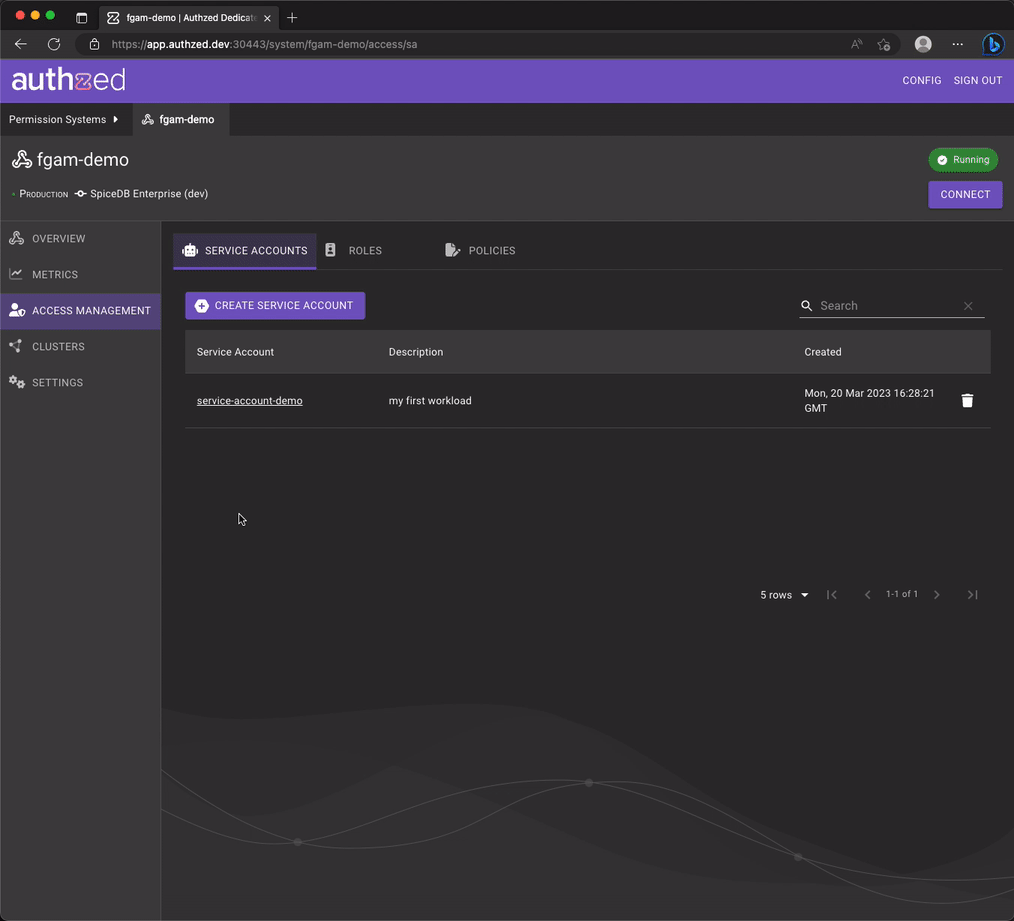 fgam-demo | Authzed Dedicate
https://app.authzed.dev:30443/system/fgam-demo/access/sa
authzed
CONFIG SIGN OUT
Permission Systems fgam-demo
fgam-demo
Running
PRODUCTION SpiceDB Enterprise (dev)
CONNECT
OVERVIEW
METRICS
ACCESS MANAGEMENT
CLUSTERS
SETTINGS
SERVICE ACCOUNTS ROLES POLICIES
CREATE SERVICE ACCOUNT Search
Service Account Description Created
service-account-demo my first workload Mon, 20 Mar 2023 16:28:21
GMT
5 rows 1-1 of 1